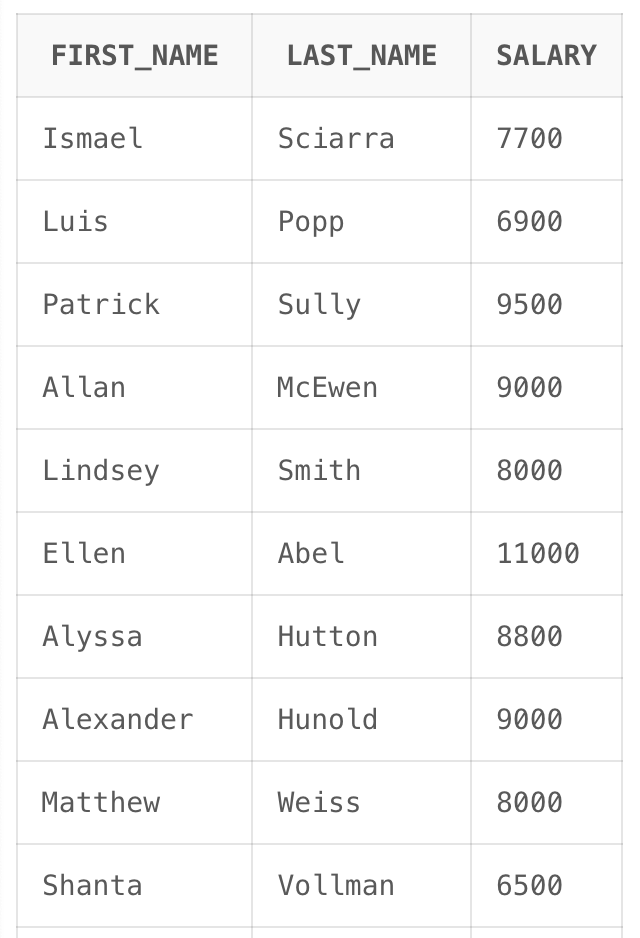 FIRST_NAME LAST_NAME SALARY
Ismael Sciarra 7700
Luis Popp 6900
Patrick Sully 9500
Allan McEwen 9000
Lindsey Smith 8000
Ellen Abel 11000
Alyssa Hutton 8800
Alexander Hunold 9000
Matthew Weiss 8000
Shanta Vollman 6500